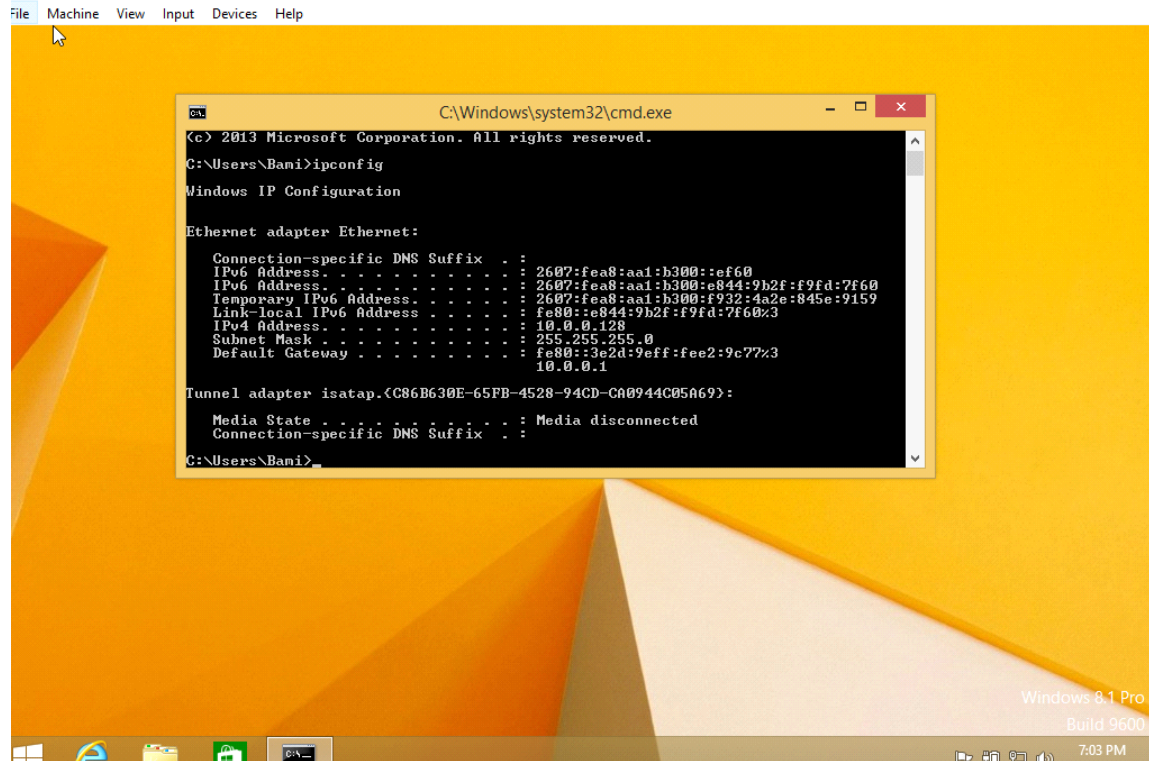 File Machine View Input Devices Help
C:\Windows\system32\cmd.exe
(c) 2013 Microsoft Corporation. All rights reserved.
C:\Users\Bami>ipconfig
Windows IP Configuration
Ethernet adapter Ethernet:
Connection-specific DNS Suffix . :
IPv6 Address. . . . . . . . . . . : 2607:fea8:aa1:b300::ef60
IPv6 Address. . . . . . . . . . . : 2607:fea8:aa1:b300:e844:9b2f:f9fd:7f60
Temporary IPv6 Address. . . . . . : 2607:fea8:aa1:b300:f932:4a2e:845e:9159
Link-local IPv6 Address . . . . . : fe80::e844:9b2f:f9fd:7f60%3
IPv4 Address. . . . . . . . . . . : 10.0.0.128
Subnet Mask . . . . . . . . . . . : 255.255.255.0
Default Gateway . . . . . . . . . : fe80::3e2d:9eff:fee2:9c77%3
10.0.0.1
Tunnel adapter isatap.{C86B630E-65FB-4528-94CD-CA0944C05A69}:
Media State . . . . . . . . . . . : Media disconnected
Connection-specific DNS Suffix . :
C:\Users\Bami>_
Windows 8.1 Pro
Build 9600
7:03 PM